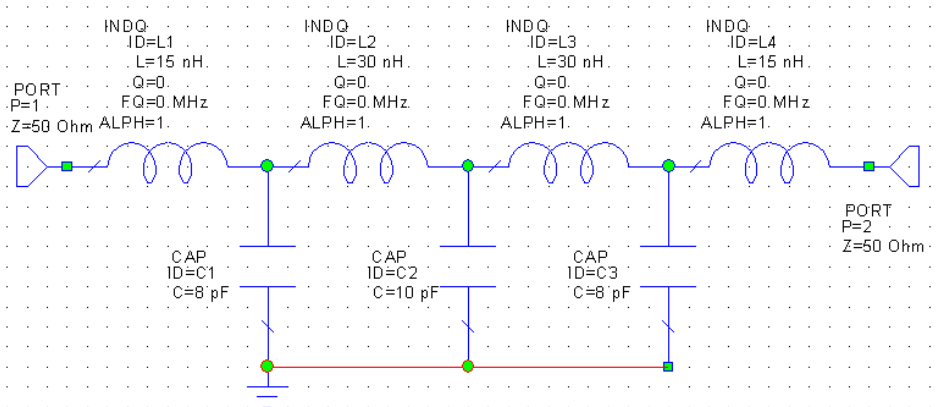 INDQ
ID=L1
L=15 nH
Q=0
FQ=0 MHz
ALPH=1
INDQ
ID=L2
L=30 nH
Q=0
FQ=0 MHz
ALPH=1
INDQ
ID=L3
L=30 nH
Q=0
FQ=0 MHz
ALPH=1
INDQ
ID=L4
L=15 nH
Q=0
FQ=0 MHz
ALPH=1
PORT
P=1
Z=50 Ohm
PORT
P=2
Z=50 Ohm
CAP
ID=C1
C=8 pF
CAP
ID=C2
C=10 pF
CAP
ID=C3
C=8 pF